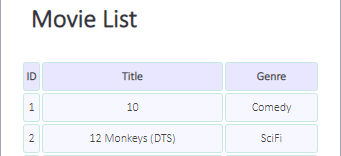 Movie List
ID Title Genre
1 10 Comedy
2 12 Monkeys (DTS) SciFi